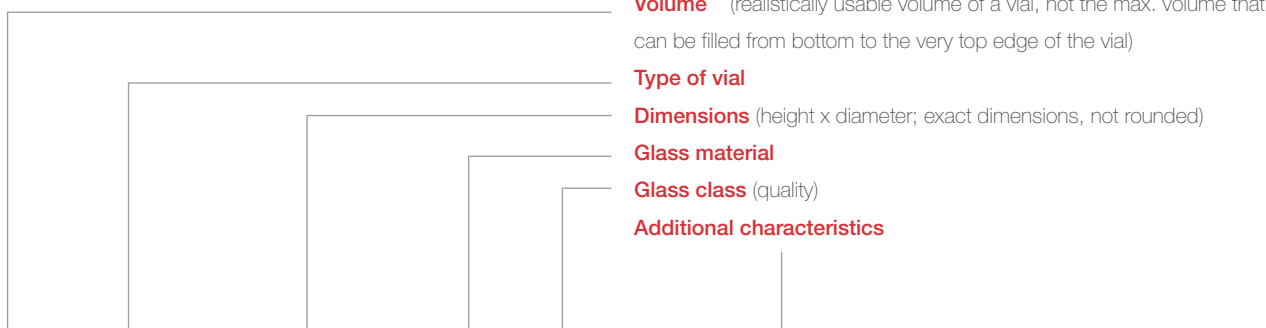 Volume (realistically usable volume of a vial, not the max. volume that
can be filled from bottom to the very top edge of the vial)
Type of vial
Dimensions (height x diameter; exact dimensions, not rounded)
Glass material
Glass class (quality)
Additional characteristics